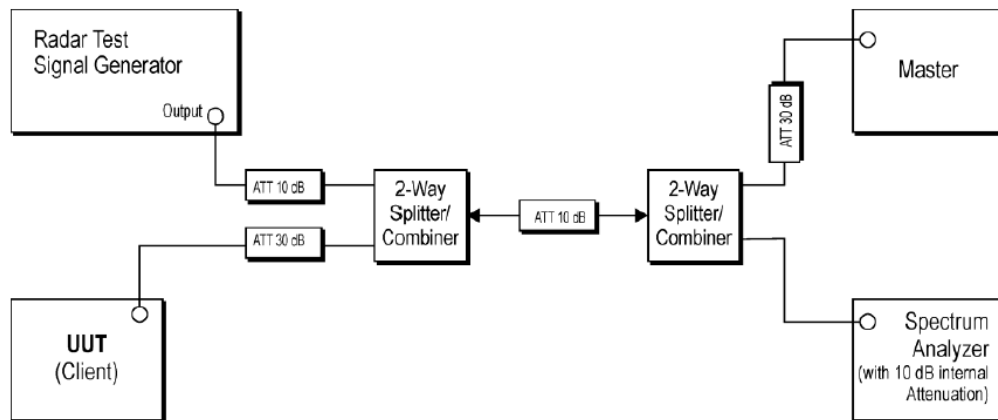 Radar Test
Signal Generator
Output
ATT 10 dB
ATT 30 dB
UUT
(Client)
2-Way
Splitter/
Combiner
ATT 10 dB
2-Way
Splitter/
Combiner
ATT 30 dB
Master
Spectrum
Analyzer
(with 10 dB internal
Attenuation)